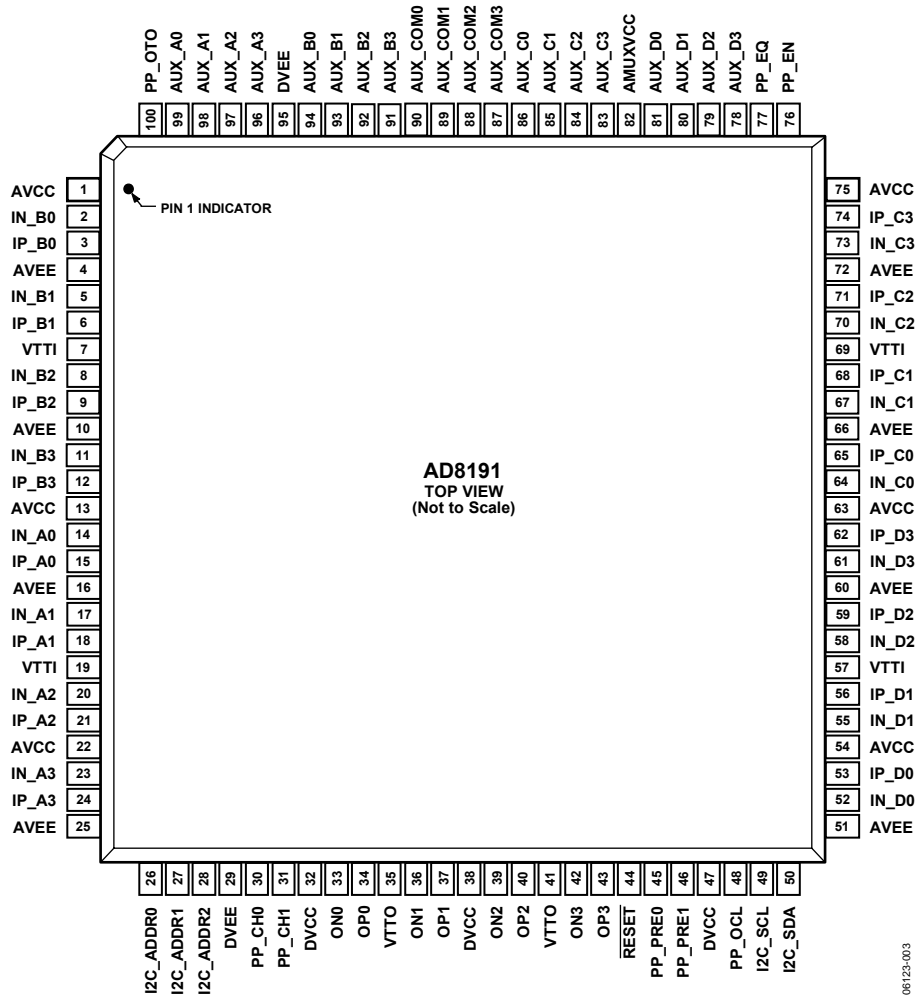 PP_OTO AUX_A0 AUX_A1 AUX_A2 AUX_A3 DVEE AUX_B0 AUX_B1 AUX_B2 AUX_B3 AUX_COM0 AUX_COM1 AUX_COM2 AUX_COM3 AUX_C0 AUX_C1 AUX_C2 AUX_C3 AMUXVCC AUX_D0 AUX_D1 AUX_D2 AUX_D3 PP_EQ PP_EN
100 99 98 97 96 95 94 93 92 91 90 89 88 87 86 85 84 83 82 81 80 79 78 77 76
PIN 1 INDICATOR
AVCC 1
IN_B0 2
IP_B0 3
AVEE 4
IN_B1 5
IP_B1 6
VTTI 7
IN_B2 8
IP_B2 9
AVEE 10
IN_B3 11
IP_B3 12
AVCC 13
IN_A0 14
IP_A0 15
AVEE 16
IN_A1 17
IP_A1 18
VTTI 19
IN_A2 20
IP_A2 21
AVCC 22
IN_A3 23
IP_A3 24
AVEE 25
AD8191
TOP VIEW
(Not to Scale)
75 AVCC
74 IP_C3
73 IN_C3
72 AVEE
71 IP_C2
70 IN_C2
69 VTTI
68 IP_C1
67 IN_C1
66 AVEE
65 IP_C0
64 IN_C0
63 AVCC
62 IP_D3
61 IN_D3
60 AVEE
59 IP_D2
58 IN_D2
57 VTTI
56 IP_D1
55 IN_D1
54 AVCC
53 IP_D0
52 IN_D0
51 AVEE
26 27 28 29 30 31 32 33 34 35 36 37 38 39 40 41 42 43 44 45 46 47 48 49 50
I2C_ADDR0 I2C_ADDR1 I2C_ADDR2 DVEE PP_CH0 PP_CH1 DVCC ON0 OP0 VTTO ON1 OP1 DVCC ON2 OP2 VTTO ON3 OP3 RESET PP_PRE0 PP_PRE1 DVCC PP_OCL I2C_SCL I2C_SDA
06123-003